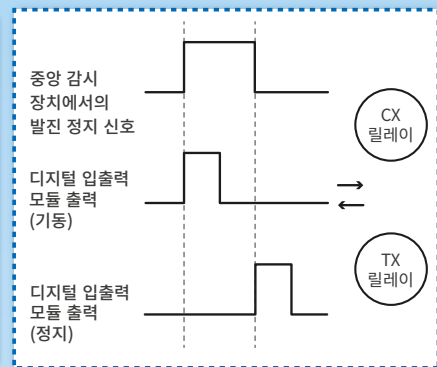 중앙 감시
장치에서의
발진 정지 신호
CX
릴레이
디지털 입출력
모듈 출력
(기동)
TX
릴레이
디지털 입출력
모듈 출력
(정지)